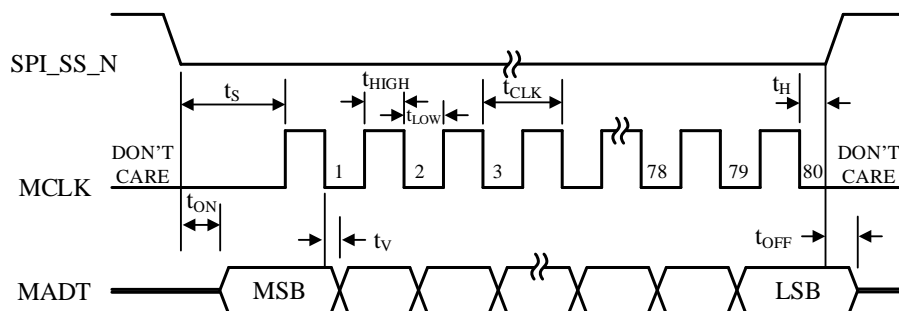 SPI_SS_N
tS
tHIGH
tLOW
tCLK
tH
DON'T CARE
MCLK
1
2
3
78
79
80
DON'T CARE
tON
tV
tOFF
MADT
MSB
LSB